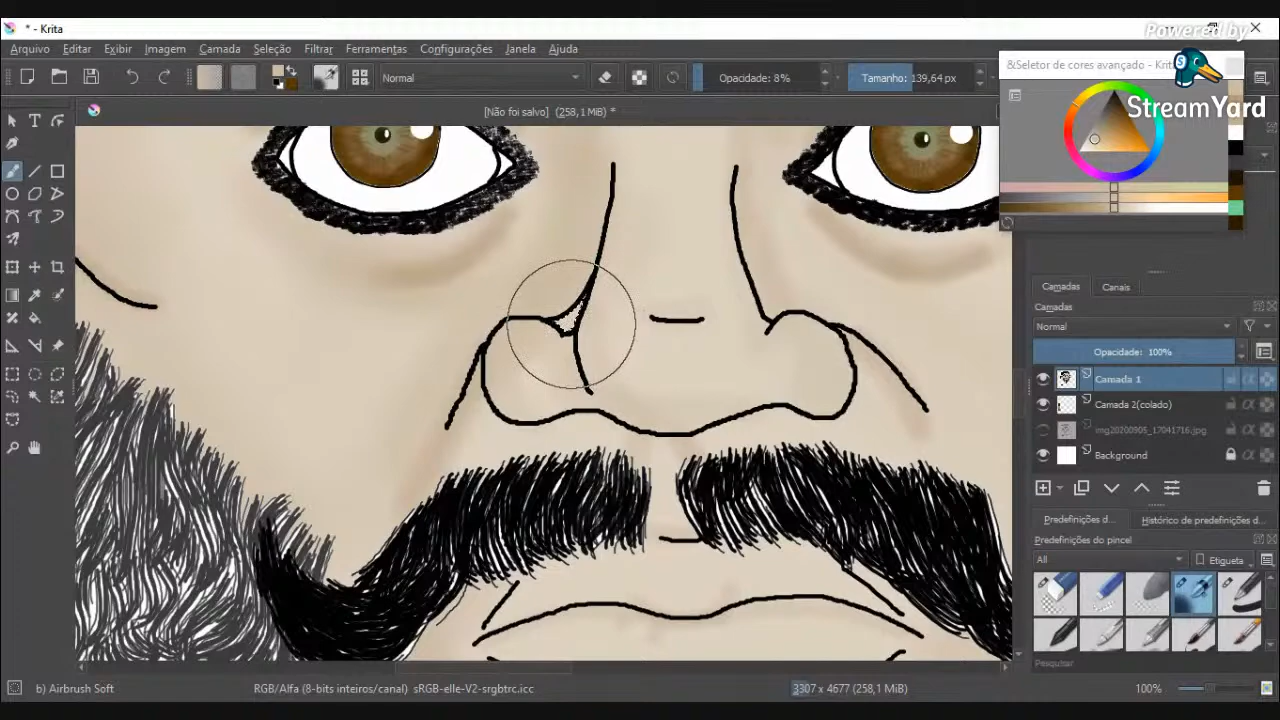 * - Krita
Powered by
Arquivo Editar Exibir Imagem Camada Seleção Filtrar Ferramentas Configurações Janela Ajuda
Normal
Opacidade: 8%
Tamanho: 139,64 px
&Seletor de cores avançado - Krita
StreamYard
[Não foi salvo] (258,1 MiB) *
Camadas Canais
Camadas
Normal
Opacidade: 100%
Camada 1
Camada 2(colado)
img20200905_17041716.jpg
Background
Predefinições d... Histórico de predefinições d...
Predefinições do pincel
All Etiqueta
Pesquisar
b) Airbrush Soft RGB/Alfa (8-bits inteiros/canal) sRGB-elle-V2-srgbtrc.icc 3307 x 4677 (258,1 MiB) 100%